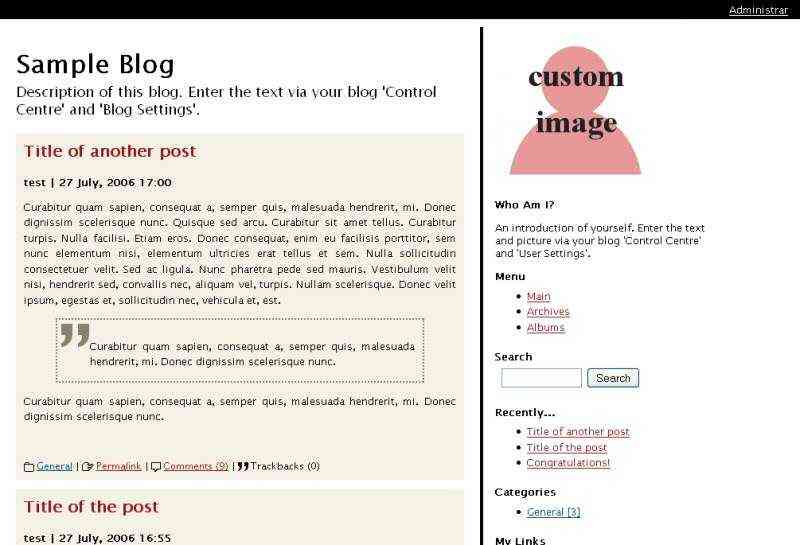 Administrar
Sample Blog
Description of this blog. Enter the text via your blog 'Control
Centre' and 'Blog Settings'.
Title of another post
test | 27 July, 2006 17:00
Curabitur quam sapien, consequat a, semper quis, malesuada hendrerit, mi. Donec
dignissim scelerisque nunc. Quisque sed arcu. Curabitur sit amet tellus. Curabitur
turpis. Nulla facilisi. Etiam eros. Donec consequat, enim eu facilisis porttitor, sem
nunc elementum nisi, elementum ultricies erat tellus et sem. Nulla sollicitudin
consectetuer velit. Sed ac ligula. Nunc pharetra pede sed mauris. Vestibulum velit
nisi, hendrerit sed, convallis nec, aliquam vel, turpis. Nullam scelerisque. Donec velit
ipsum, egestas et, sollicitudin nec, vehicula et, est.
Curabitur quam sapien, consequat a, semper quis, malesuada
hendrerit, mi. Donec dignissim scelerisque nunc.
Curabitur quam sapien, consequat a, semper quis, malesuada hendrerit, mi. Donec
dignissim scelerisque nunc.
General | Permalink | Comments (9) | Trackbacks (0)
Title of the post
test | 27 July, 2006 16:55
custom
image
Who Am I?
An introduction of yourself. Enter the text
and picture via your blog 'Control Centre'
and 'User Settings'.
Menu
Main
Archives
Albums
Search
Search
Recently...
Title of another post
Title of the post
Congratulations!
Categories
General [3]
My Links